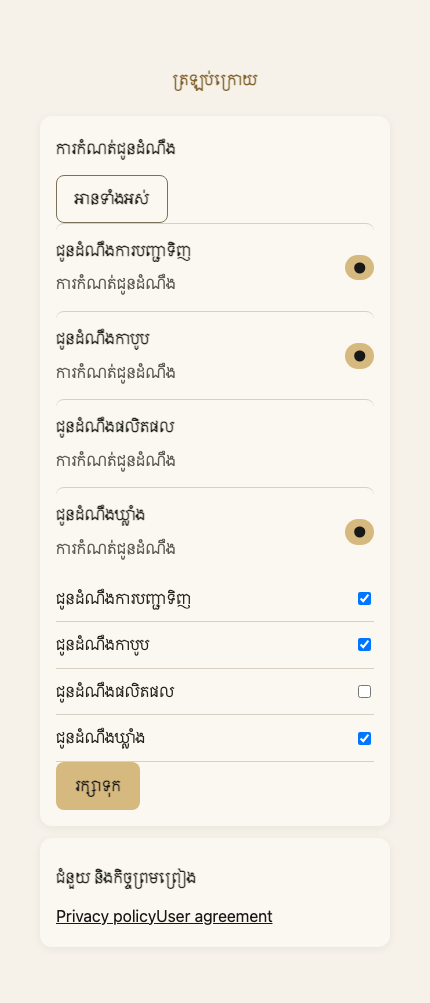 ត្រឡប់ក្រោយ
ការកំណត់ជូនដំណឹង
អានទាំងអស់
ជូនដំណឹងការបញ្ជាទិញ
ការកំណត់ជូនដំណឹង
ជូនដំណឹងកាបូប
ការកំណត់ជូនដំណឹង
ជូនដំណឹងផលិតផល
ការកំណត់ជូនដំណឹង
ជូនដំណឹងឃ្លាំង
ការកំណត់ជូនដំណឹង
ជូនដំណឹងការបញ្ជាទិញ
ជូនដំណឹងកាបូប
ជូនដំណឹងផលិតផល
ជូនដំណឹងឃ្លាំង
រក្សាទុក
ជំនួយ និងកិច្ចព្រមព្រៀង
Privacy policyUser agreement